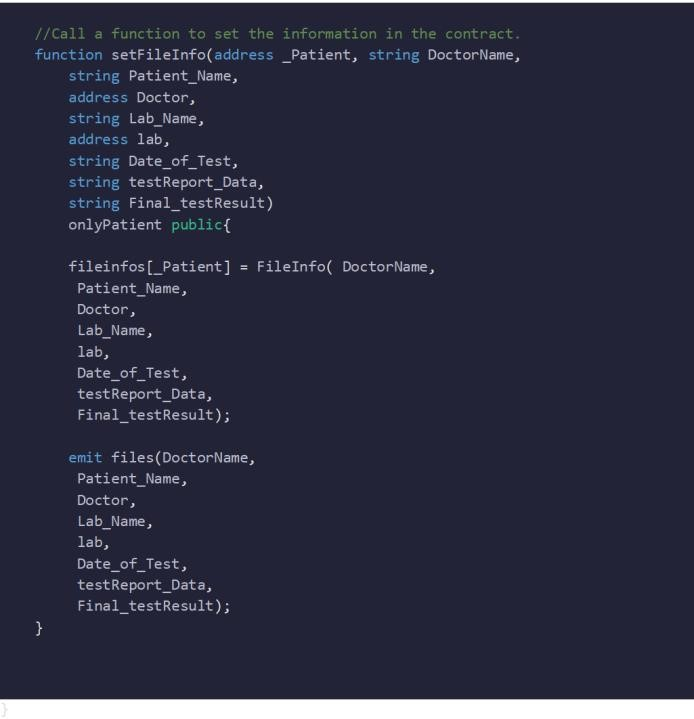 //Call a function to set the information in the contract.
function setFileInfo(address _Patient, string DoctorName,
string Patient_Name,
address Doctor,
string Lab_Name,
address lab,
string Date_of_Test,
string testReport_Data,
string Final_testResult)
onlyPatient public{
fileinfos[_Patient] = FileInfo( DoctorName,
Patient_Name,
Doctor,
Lab_Name,
lab,
Date_of_Test,
testReport_Data,
Final_testResult);
emit files(DoctorName,
Patient_Name,
Doctor,
Lab_Name,
lab,
Date_of_Test,
testReport_Data,
Final_testResult);
}
}